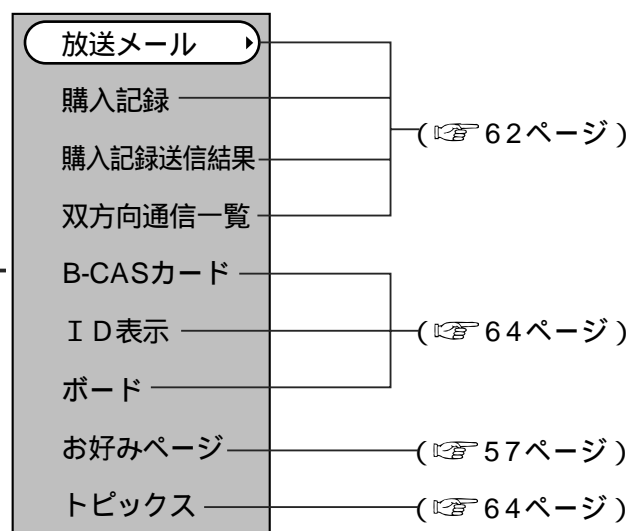 放送メール
購入記録
(☞62ページ)
購入記録送信結果
双方向通信一覧
B-CASカード
ＩＤ表示
(☞64ページ)
ボード
お好みページ
(☞57ページ)
トピックス
(☞64ページ)